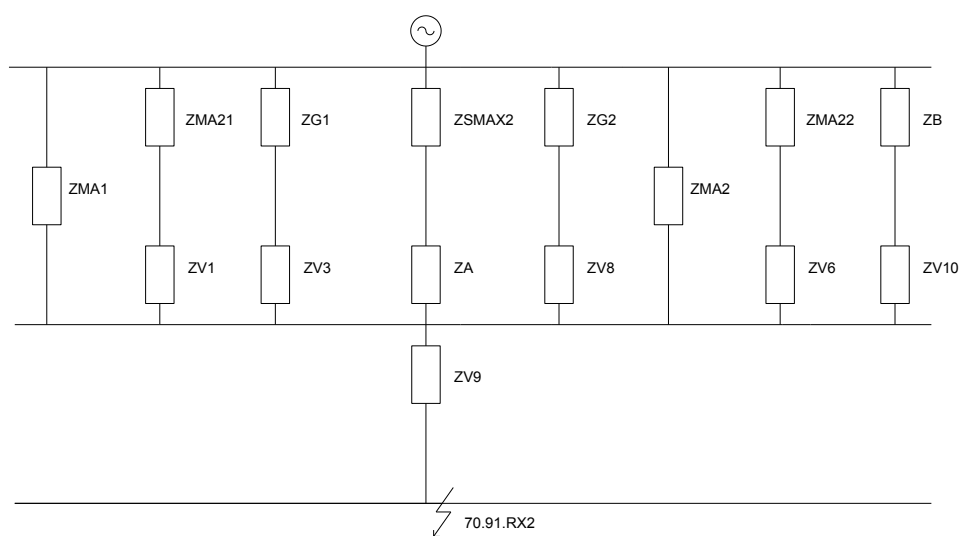 ZMA21
ZG1
ZSMAX2
ZG2
ZMA22
ZB
ZMA1
ZMA2
ZV1
ZV3
ZA
ZV8
ZV6
ZV10
ZV9
70.91.RX2